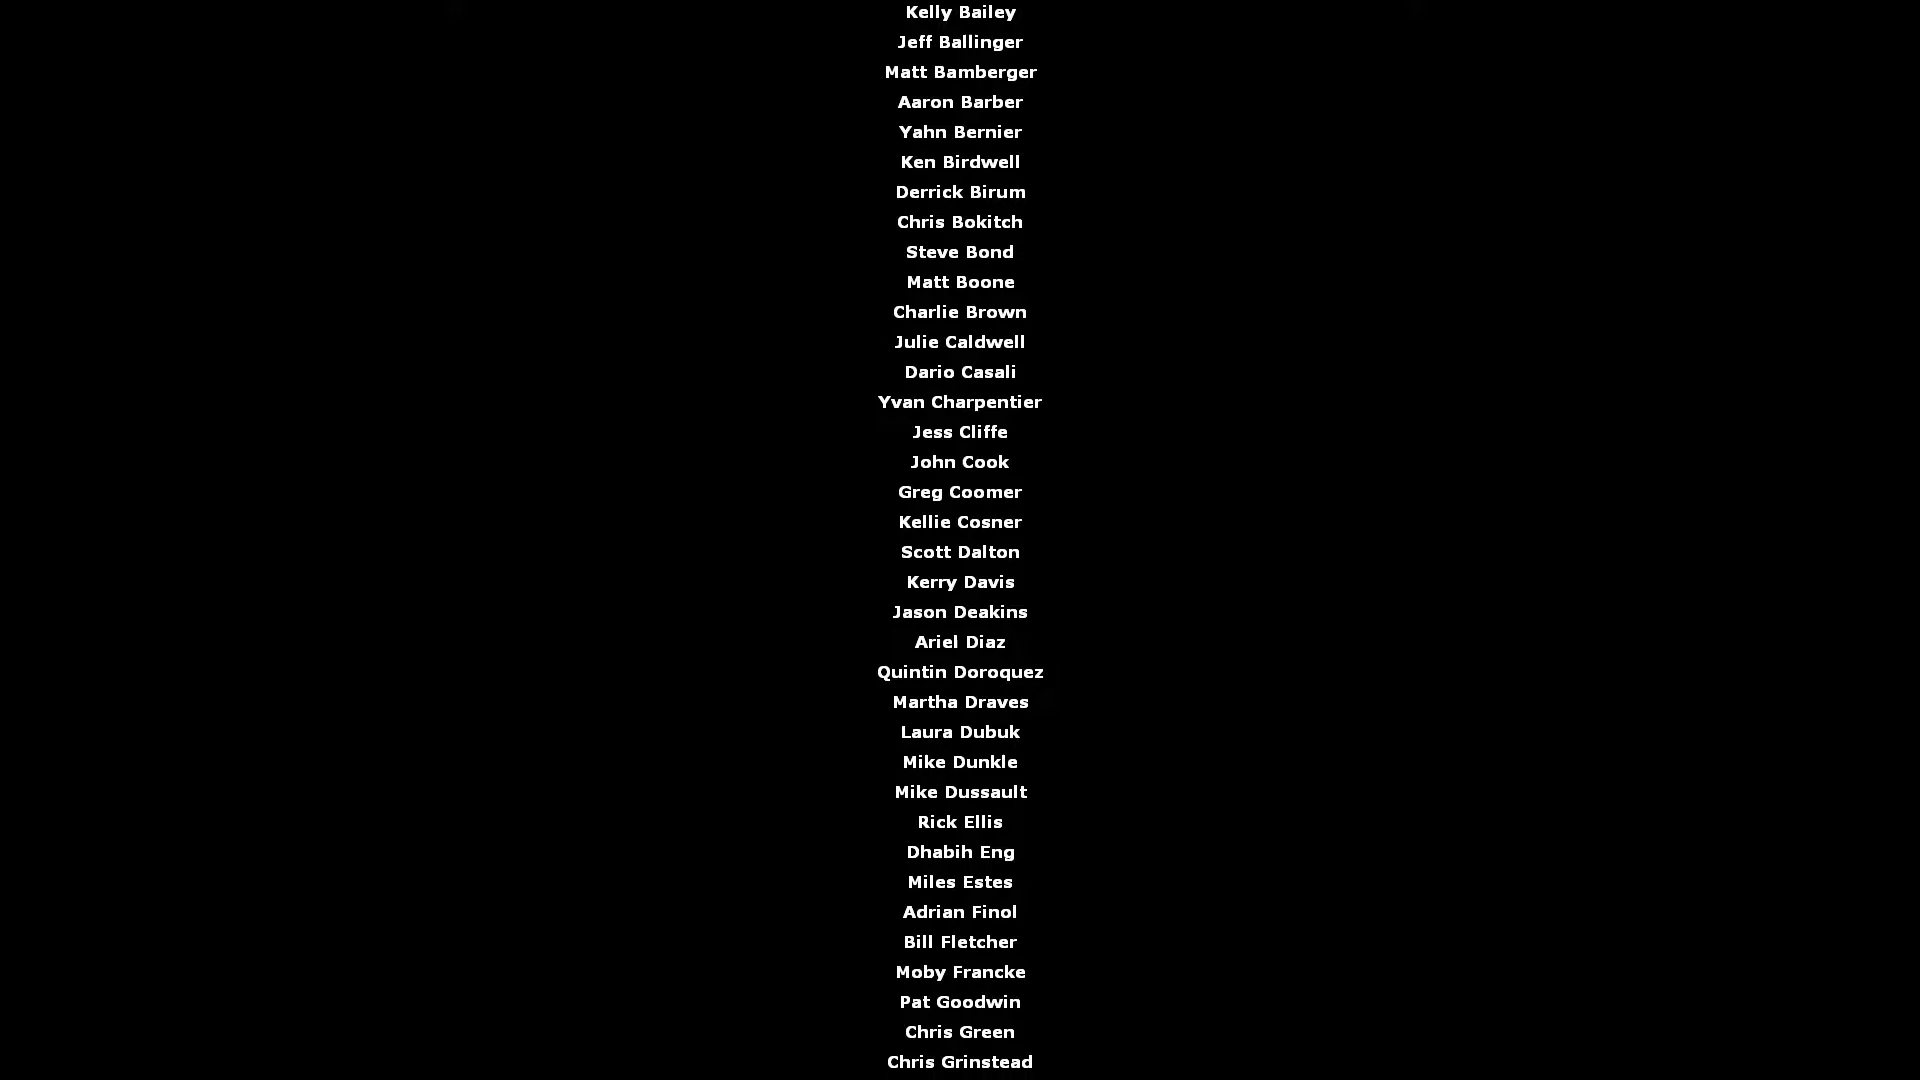 Kelly Bailey
Jeff Ballinger
Matt Bamberger
Aaron Barber
Yahn Bernier
Ken Birdwell
Derrick Birum
Chris Bokitch
Steve Bond
Matt Boone
Charlie Brown
Julie Caldwell
Dario Casali
Yvan Charpentier
Jess Cliffe
John Cook
Greg Coomer
Kellie Cosner
Scott Dalton
Kerry Davis
Jason Deakins
Ariel Diaz
Quintin Doroquez
Martha Draves
Laura Dubuk
Mike Dunkle
Mike Dussault
Rick Ellis
Dhabih Eng
Miles Estes
Adrian Finol
Bill Fletcher
Moby Francke
Pat Goodwin
Chris Green
Chris Grinstead